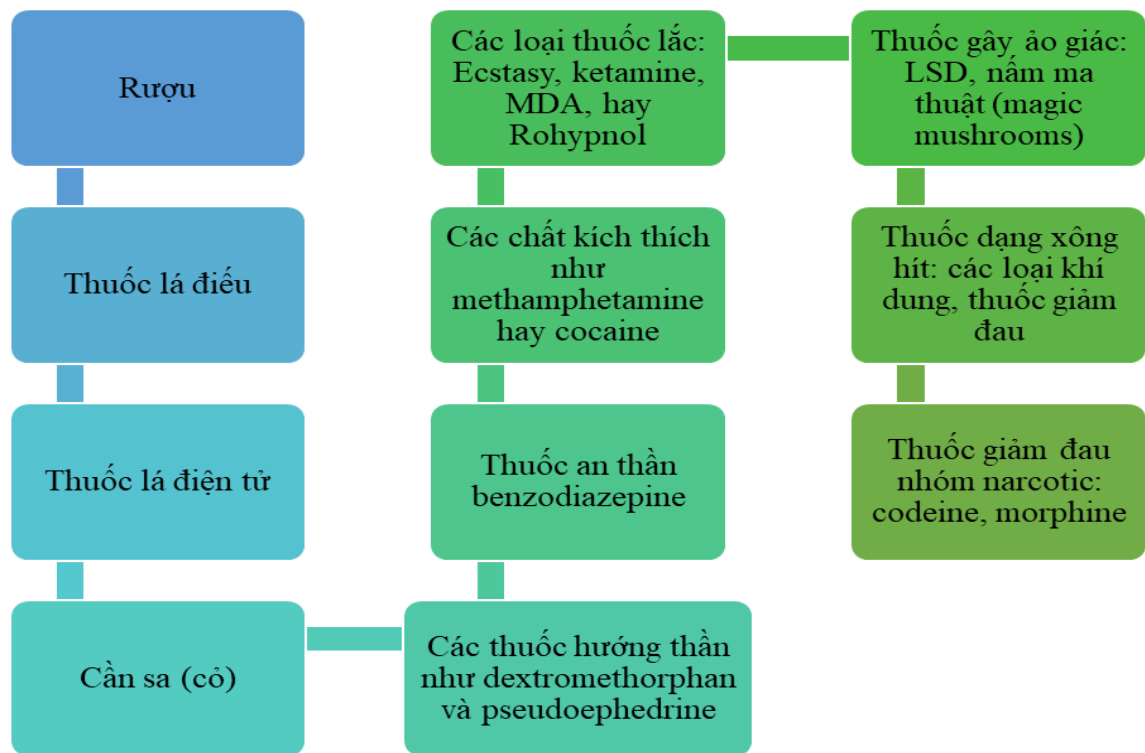 Rượu
Thuốc lá điếu
Thuốc lá điện tử
Cần sa (cỏ)
Các thuốc hướng thần
như dextromethorphan
và pseudoephedrine
Thuốc an thần
benzodiazepine
Các chất kích thích
như
methamphetamine
hay cocaine
Các loại thuốc lắc:
Ecstasy, ketamine,
MDA, hay
Rohypnol
Thuốc gây ảo giác:
LSD, nấm ma
thuật (magic
mushrooms)
Thuốc dạng xông
hít: các loại khí
dung, thuốc giảm
đau
Thuốc giảm đau
nhóm narcotic:
codeine, morphine